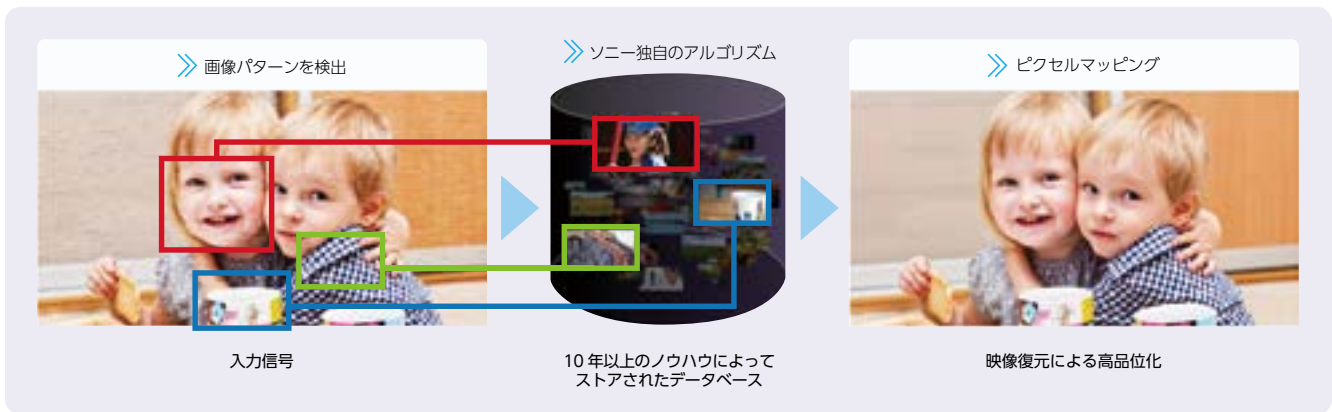 画像パターンを検出
ソニー独自のアルゴリズム
ピクセルマッピング
入力信号
10年以上のノウハウによって
ストアされたデータベース
映像復元による高品位化